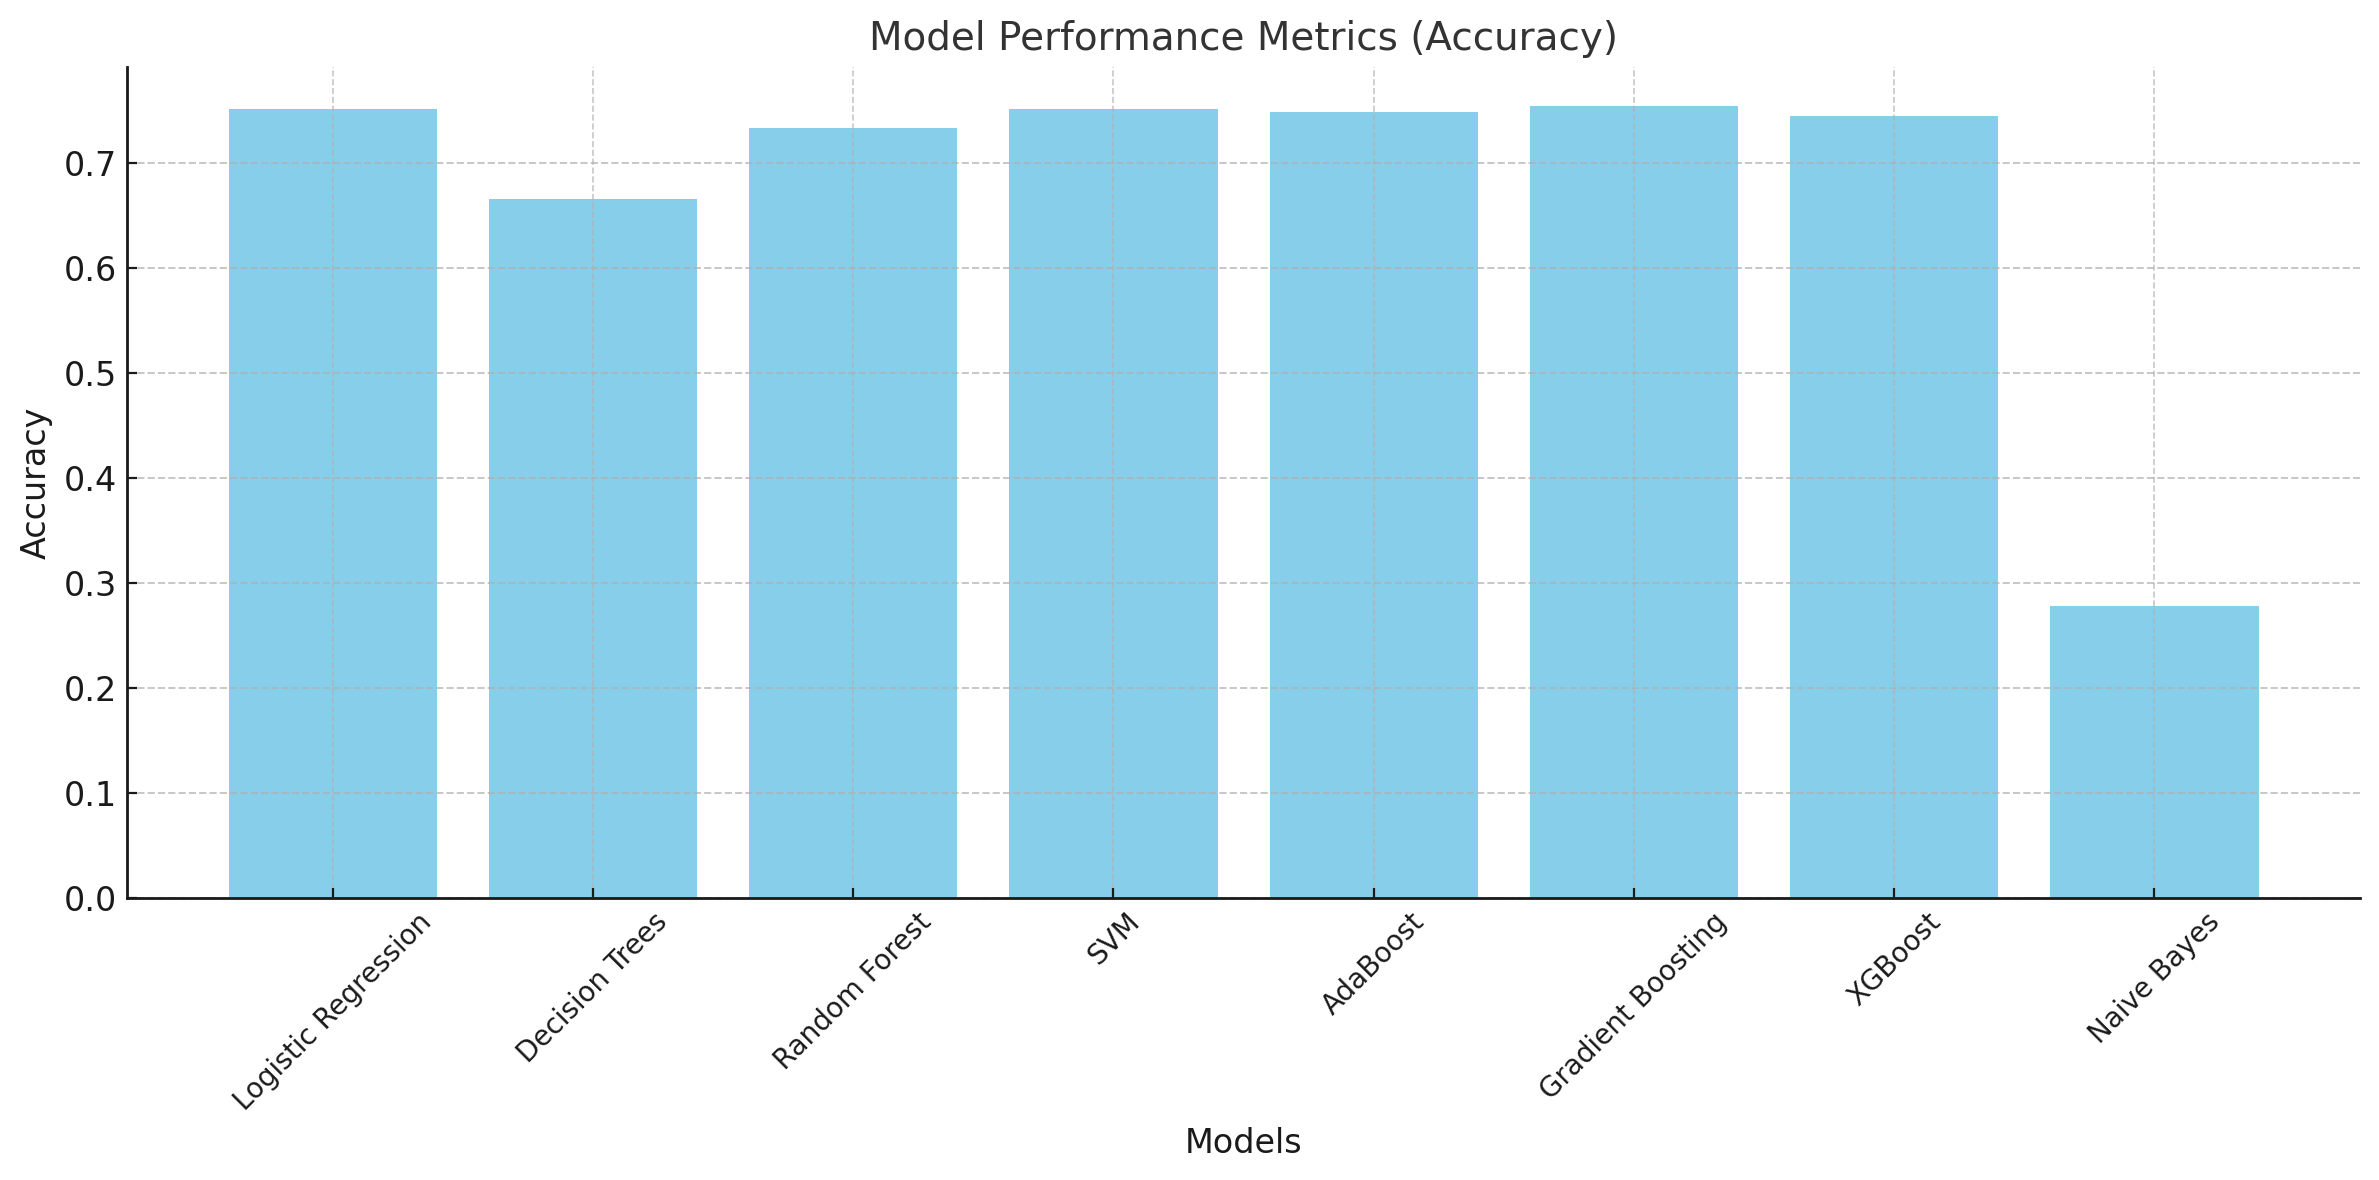 Model Performance Metrics (Accuracy)
0.7
0.6
0.5
0.4
0.3
0.2
0.1
0.0
Accuracy
Logistic Regression
Decision Trees
Random Forest
SVM
AdaBoost
Gradient Boosting
XGBoost
Naive Bayes
Models